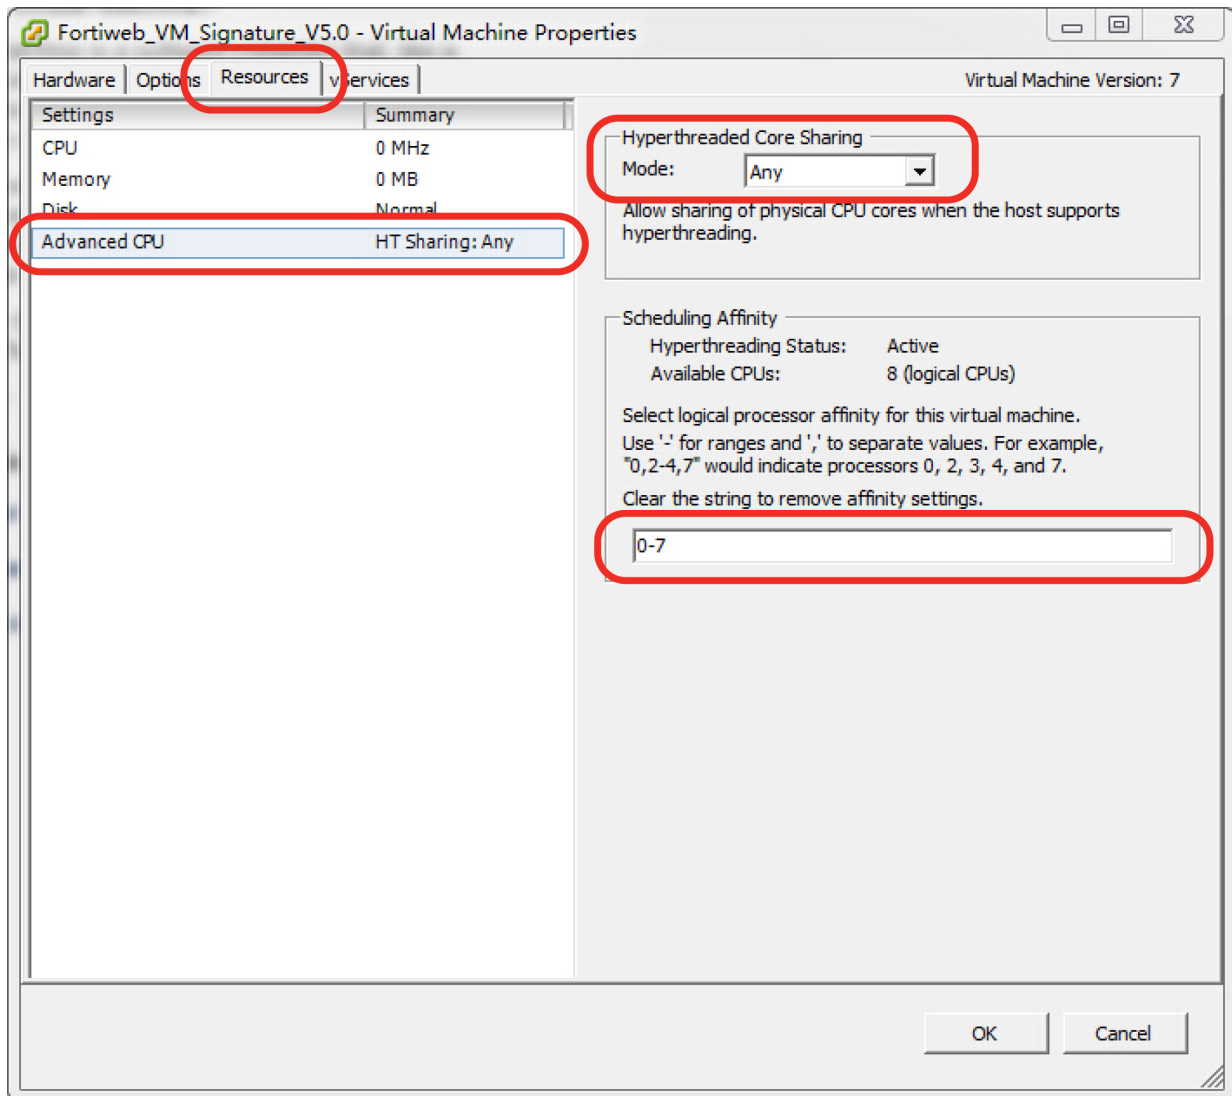 Fortiweb_VM_Signature_V5.0 - Virtual Machine Properties
Hardware Options Resources vServices
Virtual Machine Version: 7
Settings Summary
CPU 0 MHz
Memory 0 MB
Disk Normal
Advanced CPU HT Sharing: Any
Hyperthreaded Core Sharing
Mode: Any
Allow sharing of physical CPU cores when the host supports
hyperthreading.
Scheduling Affinity
Hyperthreading Status: Active
Available CPUs: 8 (logical CPUs)
Select logical processor affinity for this virtual machine.
Use '-' for ranges and ',' to separate values. For example,
"0,2-4,7" would indicate processors 0, 2, 3, 4, and 7.
Clear the string to remove affinity settings.
0-7
OK Cancel